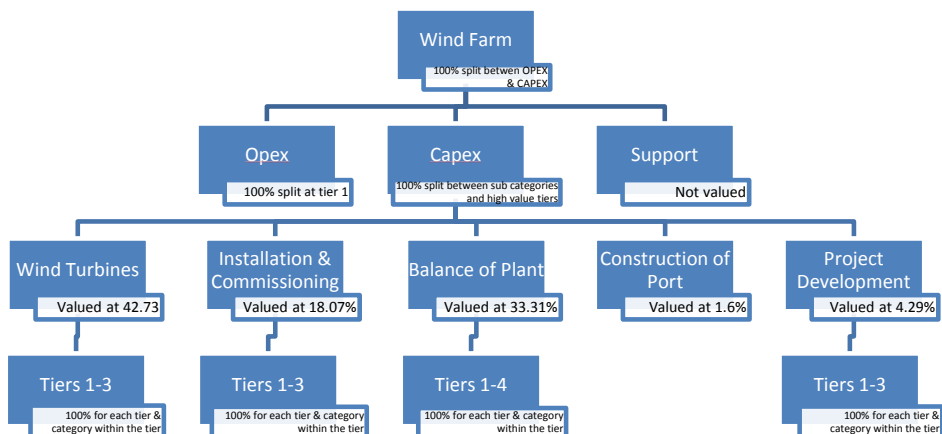 Wind Farm
100% split betwen OPEX
& CAPEX
Opex
100% split at tier 1
Capex
100% split between sub categories
and high value tiers
Support
Not valued
Wind Turbines
Valued at 42.73
Installation &
Commissioning
Valued at 18.07%
Balance of Plant
Valued at 33.31%
Construction of
Port
Valued at 1.6%
Project
Development
Valued at 4.29%
Tiers 1-3
100% for each tier &
category within the tier
Tiers 1-3
100% for each tier & category
within the tier
Tiers 1-4
100% for each tier & category
within the tier
Tiers 1-3
100% for each tier &
category within the tier